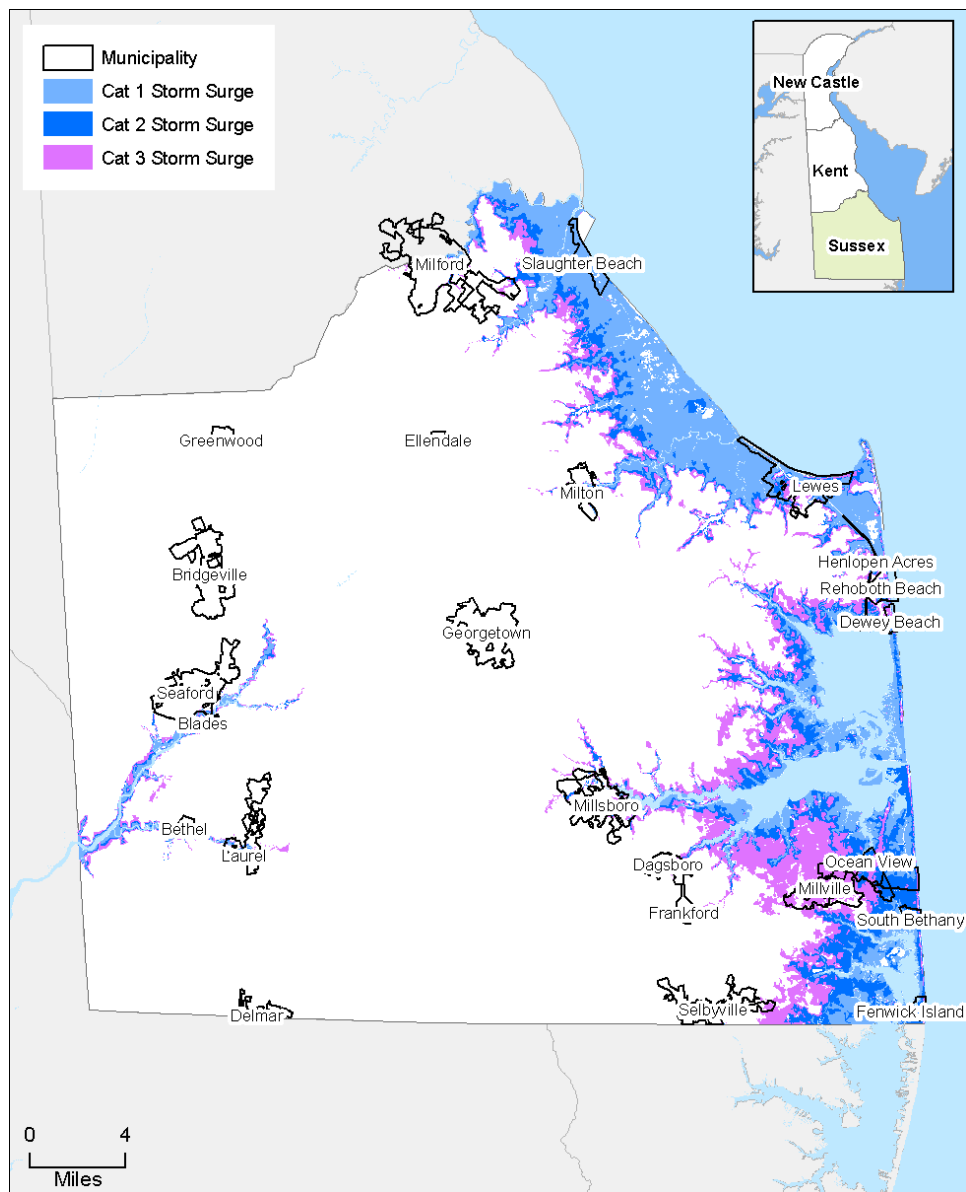 Municipality
Cat 1 Storm Surge
Cat 2 Storm Surge
Cat 3 Storm Surge
New Castle
Kent
Sussex
Milford
Slaughter Beach
Greenwood
Ellendale
Milton
Lewes
Bridgeville
Henlopen Acres
Rehoboth Beach
Dewey Beach
Georgetown
Seaford
Blades
Millsboro
Bethel
Laurel
Dagsboro
Ocean View
Millville
Frankford
South Bethany
Delmar
Selbyville
Fenwick Island
0 4
Miles